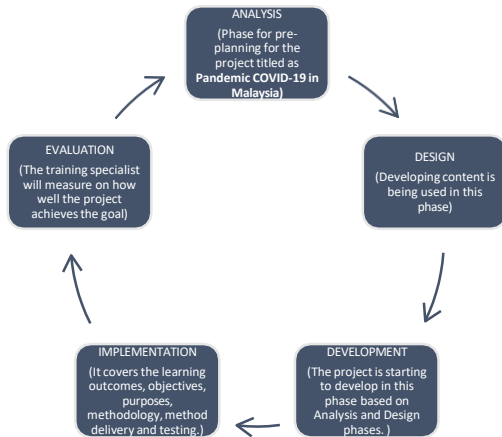 ANALYSIS
(Phase for pre-
planning for the
project titled as
Pandemic COVID-19 in
Malaysia)
DESIGN
(Developing content is
being used in this
phase)
DEVELOPMENT
(The project is starting
to develop in this
phase based on
Analysis and Design
phases. )
IMPLEMENTATION
(It covers the learning
outcomes, objectives,
purposes,
methodology, method
delivery and testing.)
EVALUATION
(The training specialist
will measure on how
well the project
achieves the goal)